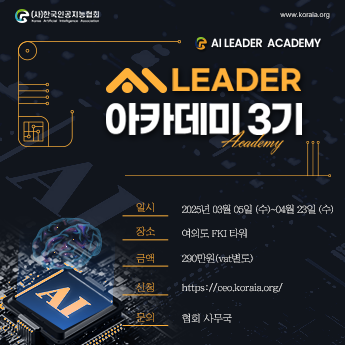 (사)한국인공지능협회
Korea Artificial Intelligence Association
www.koraia.org
AI LEADER ACADEMY
AI LEADER
아카데미 3기
Academy
일시 2025년 03월 05일 (수)~04월 23일 (수)
장소 여의도 FKI 타워
금액 290만원(vat별도)
신청 https://ceo.koraia.org/
문의 협회 사무국
AI
AI